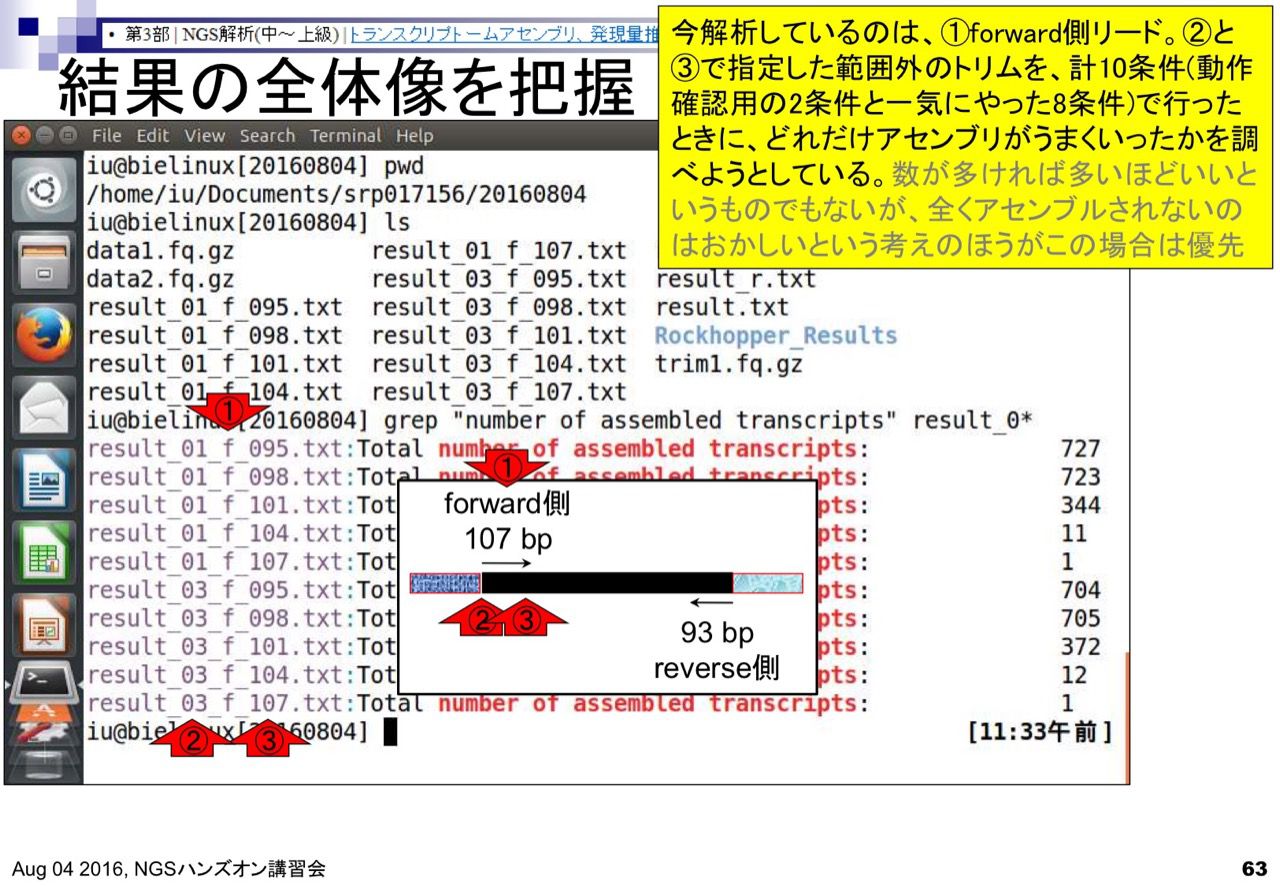 • 第3部 | NGS解析(中～上級) | トランスクリプトームアセンブリ、発現量推
結果の全体像を把握
今解析しているのは、①forward側リード。②と
③で指定した範囲外のトリムを、計10条件(動作
確認用の2条件と一気にやった8条件)で行った
ときに、どれだけアセンブリがうまくいったかを調
べようとしている。数が多ければ多いほどいいと
いうものでもないが、全くアセンブルされないの
はおかしいという考えのほうがこの場合は優先
File Edit View Search Terminal Help
iu@bielinux[20160804] pwd
/home/iu/Documents/srp017156/20160804
iu@bielinux[20160804] ls
data1.fq.gz result_01_f_107.txt
data2.fq.gz result_03_f_095.txt result_r.txt
result_01_f_095.txt result_03_f_098.txt result.txt
result_01_f_098.txt result_03_f_101.txt Rockhopper_Results
result_01_f_101.txt result_03_f_104.txt trim1.fq.gz
result_01_f_104.txt result_03_f_107.txt
①
iu@bielinux[20160804] grep "number of assembled transcripts" result_0*
result_01_f_095.txt:Total number of assembled transcripts: 727
①
result_01_f_098.txt:Total number of assembled transcripts: 723
result_01_f_101.txt:Tot pts: 344
result_01_f_104.txt:Tot pts: 11
result_01_f_107.txt:Tot pts: 1
result_03_f_095.txt:Tot pts: 704
result_03_f_098.txt:Tot pts: 705
result_03_f_101.txt:Tot pts: 372
result_03_f_104.txt:Tot pts: 12
result_03_f_107.txt:Total number of assembled transcripts: 1
forward側
107 bp
② ③
93 bp
reverse側
iu@bielinux[20160804] [11:33午前]
② ③
Aug 04 2016, NGSハンズオン講習会
63